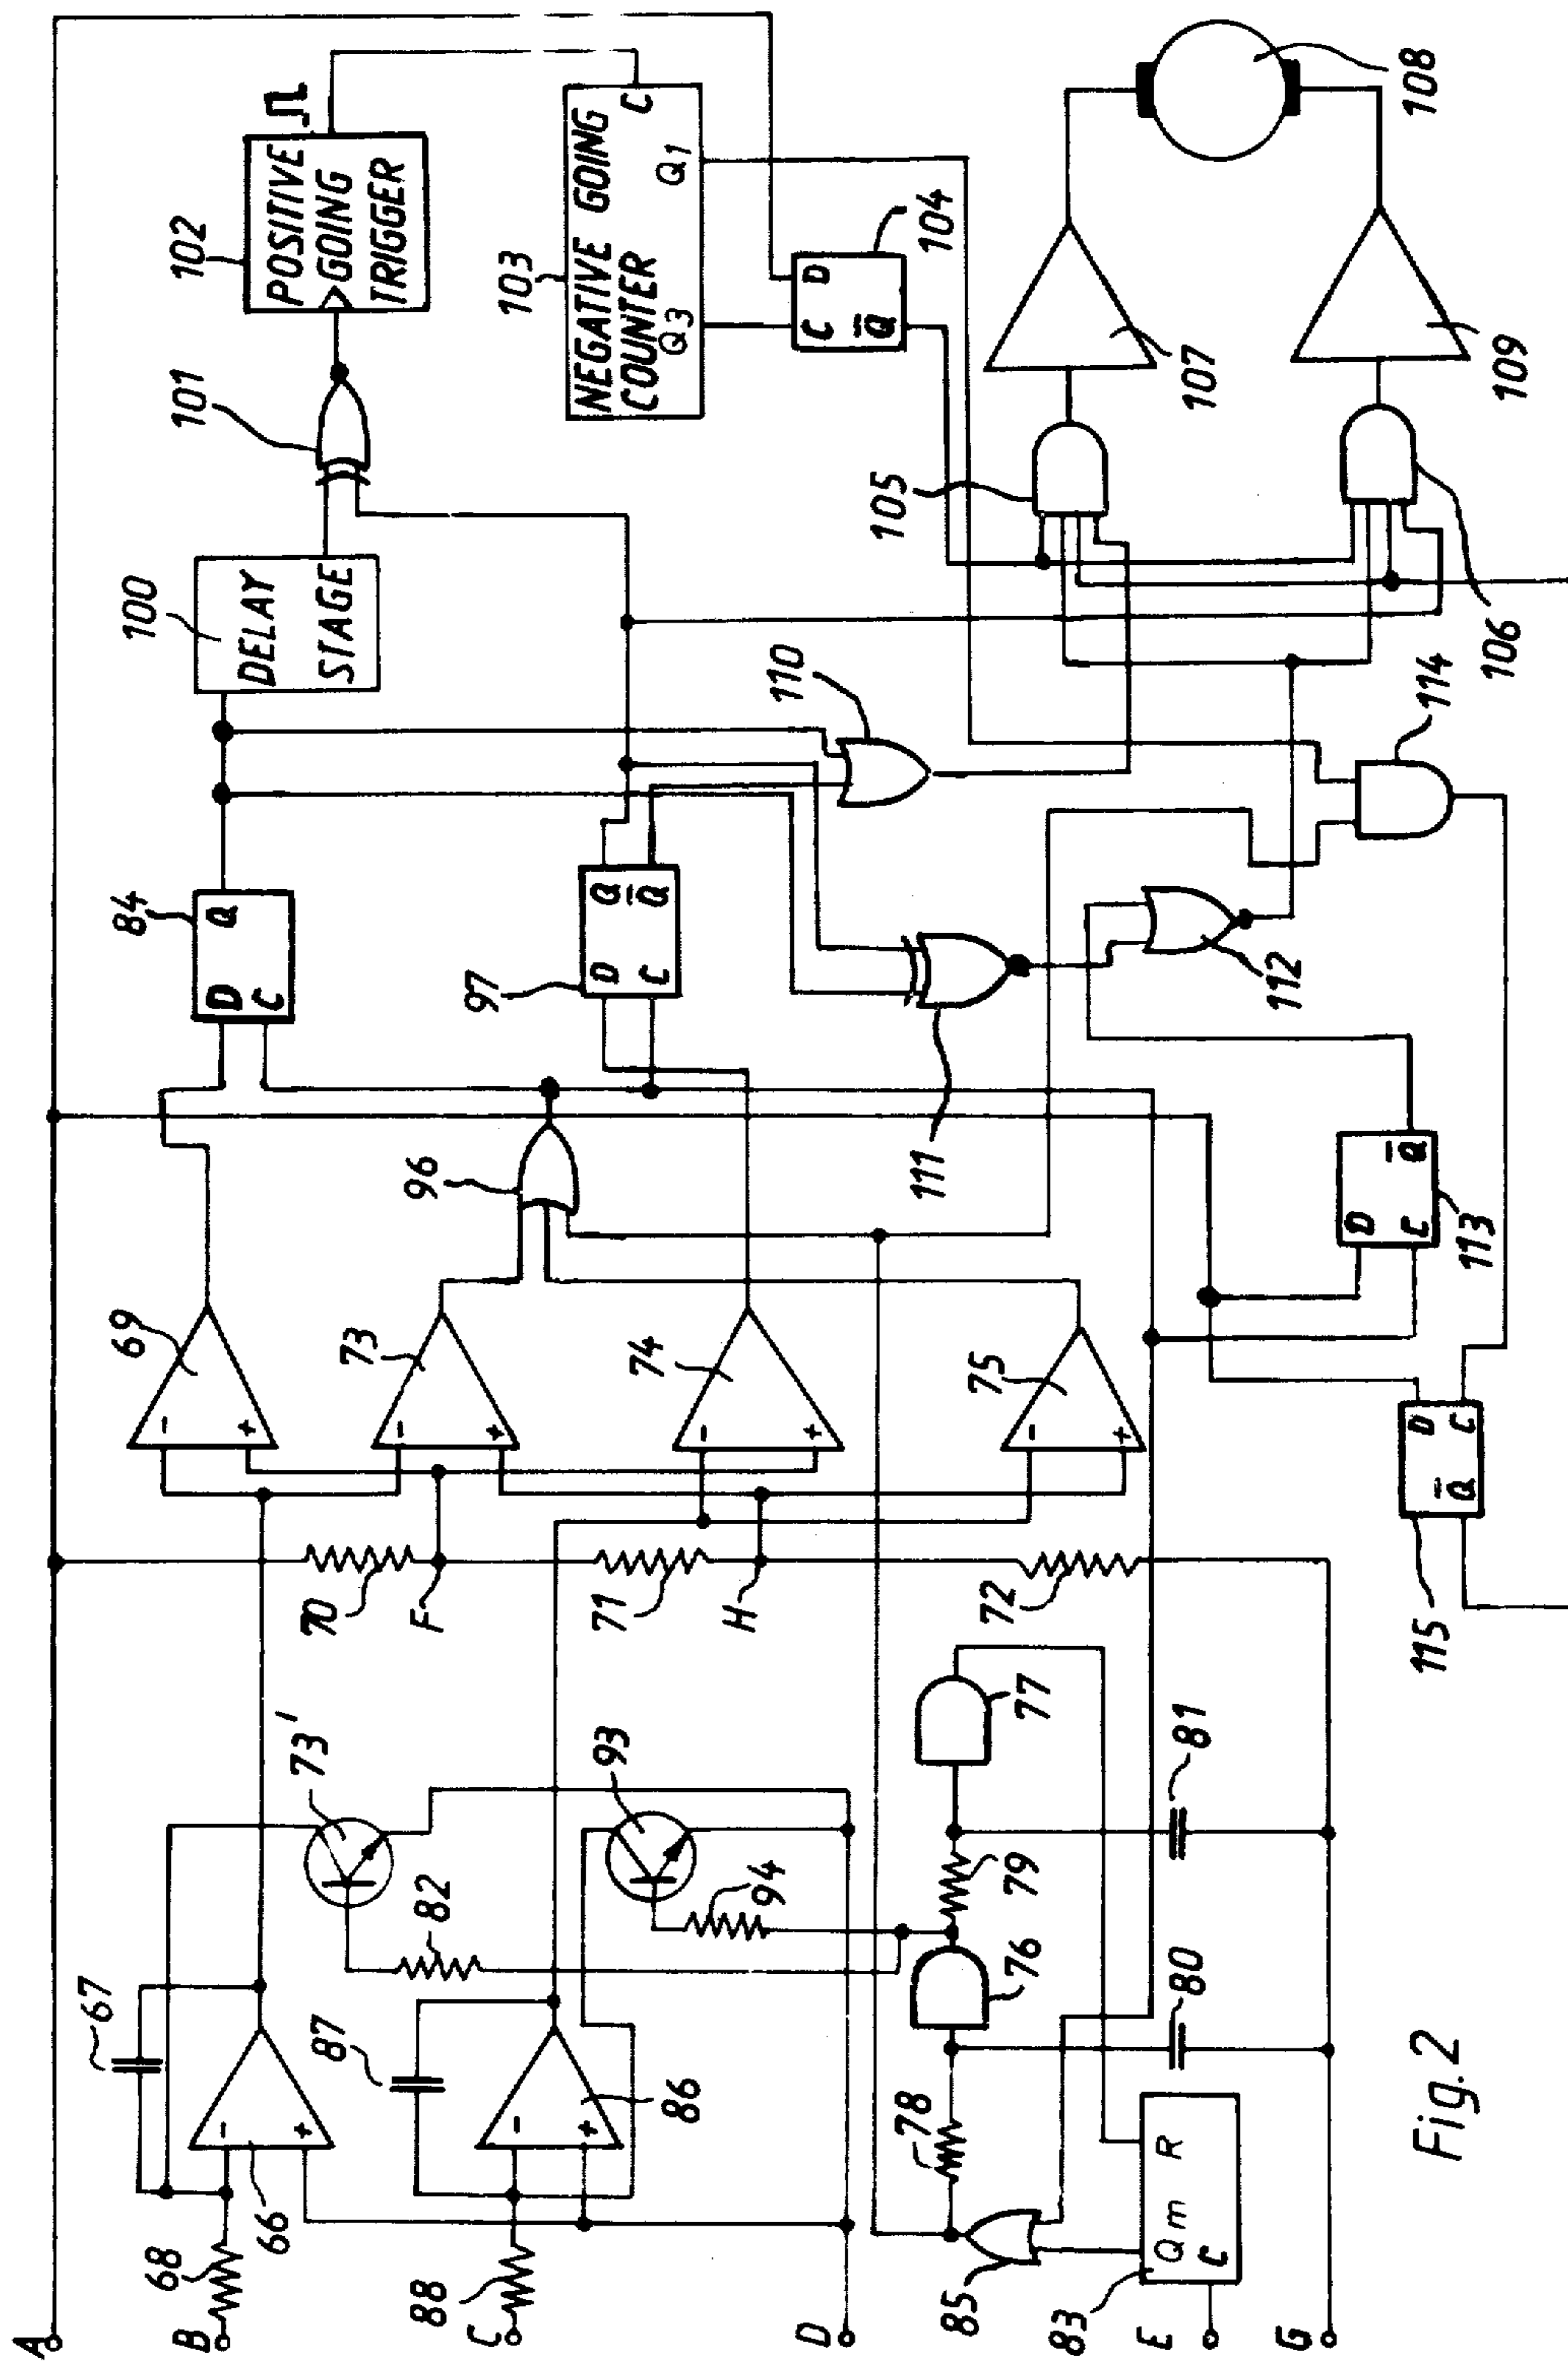 A
B
C
D
E
G
68
66
67
88
87
86
-
+
-
+
73'
82
93
94
85
78
76
79
77
80
81
83
Qm R
C
70
F
71
H
72
69
-
+
73
-
+
74
-
+
75
-
+
96
84
D Q
C
97
D Q
C Q̄
100
DELAY
STAGE
101
102
POSITIVE
GOING
TRIGGER
103
NEGATIVE GOING
COUNTER
Q3 Q1
C
104
C D
Q̄
105
106
107
109
108
110
111
112
113
D Q̄
C
114
115
Q̄ D
C
Fig.2